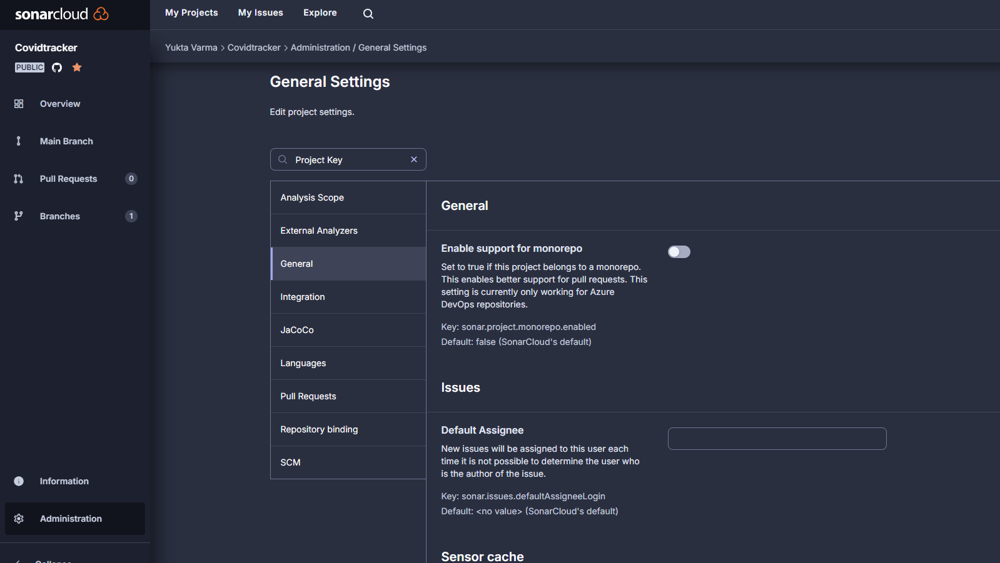 sonarcloud
My Projects
My Issues
Explore
Covidtracker
PUBLIC
Overview
Main Branch
Pull Requests
0
Branches
1
Information
Administration
Collapse
Yukta Varma > Covidtracker > Administration / General Settings
General Settings
Edit project settings.
Project Key
Analysis Scope
External Analyzers
General
Integration
JaCoCo
Languages
Pull Requests
Repository binding
SCM
General
Enable support for monorepo
Set to true if this project belongs to a monorepo.
This enables better support for pull requests. This
setting is currently only working for Azure
DevOps repositories.
Key: sonar.project.monorepo.enabled
Default: false (SonarCloud's default)
Issues
Default Assignee
New issues will be assigned to this user each
time it is not possible to determine the user who
is the author of the issue.
Key: sonar.issues.defaultAssigneeLogin
Default: <no value> (SonarCloud's default)
Sensor cache